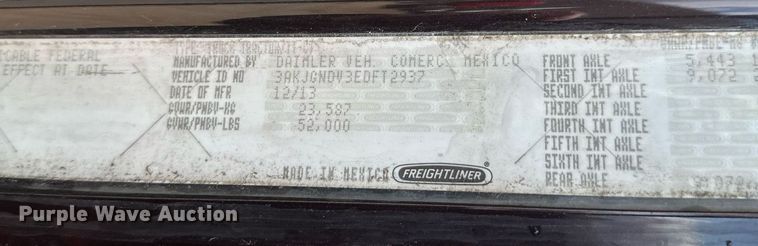 TYPE: TRUCK TRACTOR
CABLE FEDERAL MANUFACTURED BY DAIMLER VEH. COMERC. MEXICO FRONT AXLE 5,443
EFFECT AT DATE VEHICLE ID NO 3AKJGNDV3EDFT2937 FIRST INT AXLE 9,072
DATE OF MFR 12/13 SECOND INT AXLE
GVWR/PNBV-KG 23,587 THIRD INT AXLE
GVWR/PNBV-LBS 52,000 FOURTH INT AXLE
FIFTH INT AXLE
SIXTH INT AXLE
MADE IN MEXICO FREIGHTLINER REAR AXLE
Purple Wave Auction